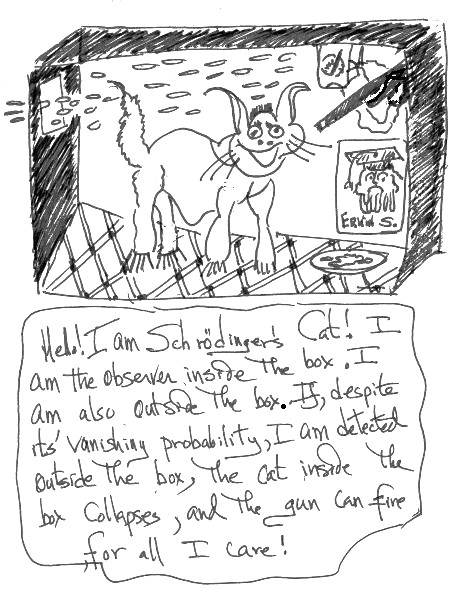 ERWIN S.
Hello! I am Schrödinger's Cat! I
am the observer inside the box. I
am also outside the box. If, despite
its' vanishing probability, I am detected
outside the box, the cat inside the
box collapses, and the gun can fire
for all I care!